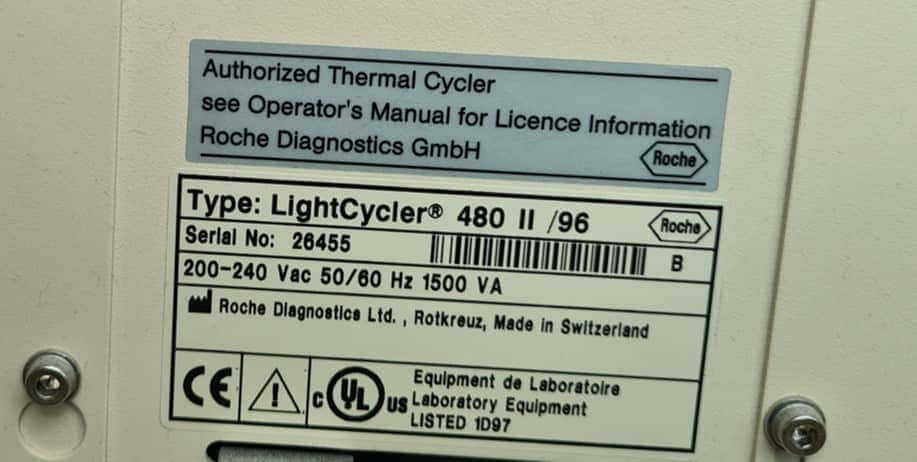 Authorized Thermal Cycler
see Operator's Manual for Licence Information
Roche Diagnostics GmbH
Roche
Type: LightCycler® 480 II /96
Roche
Serial No: 26455
B
200-240 Vac 50/60 Hz 1500 VA
Roche Diagnostics Ltd. , Rotkreuz, Made in Switzerland
CE
c UL us
Equipment de Laboratoire
Laboratory Equipment
LISTED 1D97